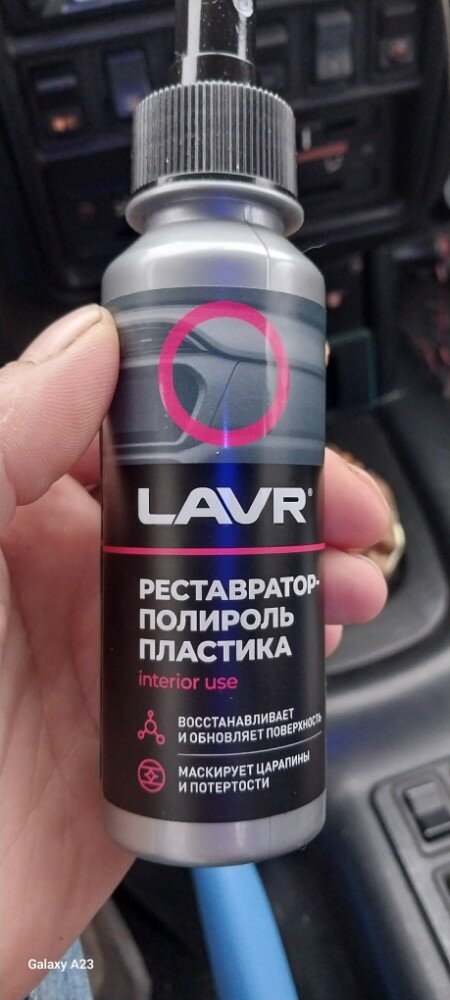 LAVR®
РЕСТАВРАТОР-
ПОЛИРОЛЬ
ПЛАСТИКА
interior use
ВОССТАНАВЛИВАЕТ
И ОБНОВЛЯЕТ ПОВЕРХНОСТЬ
МАСКИРУЕТ ЦАРАПИНЫ
И ПОТЕРТОСТИ
Galaxy A23